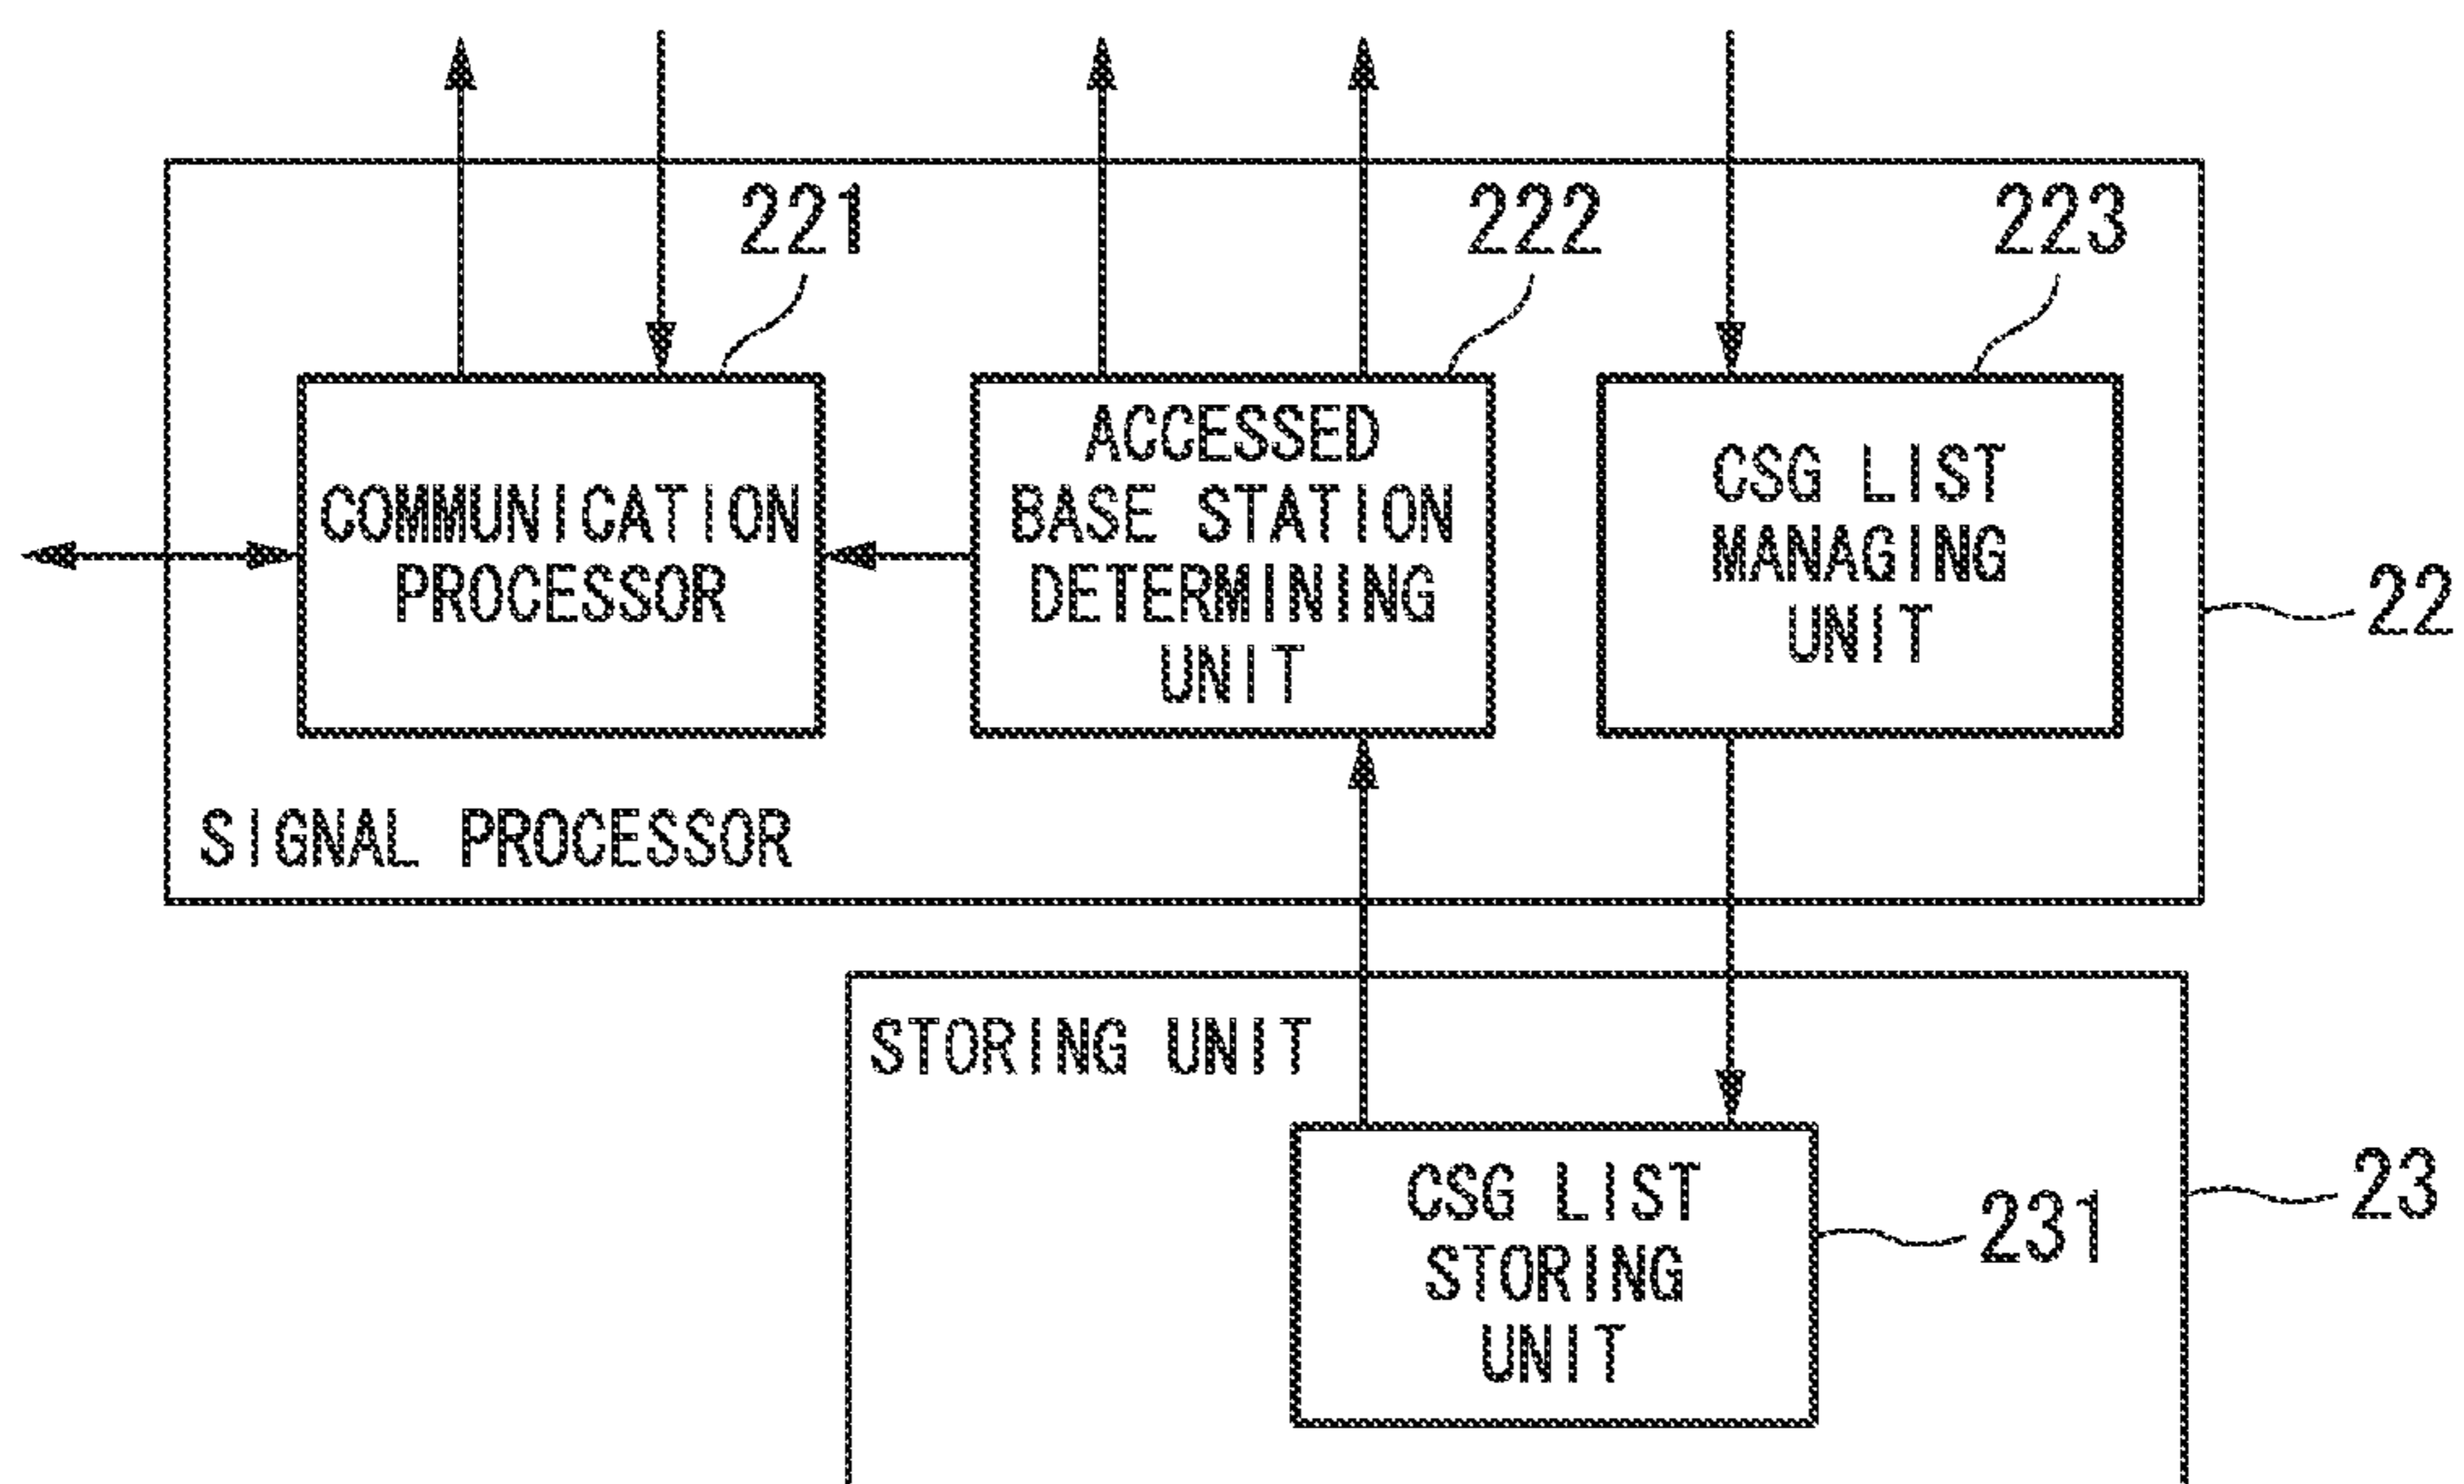 221
222
223
COMMUNICATION
PROCESSOR
ACCESSED
BASE STATION
DETERMINING
UNIT
CSG LIST
MANAGING
UNIT
22
SIGNAL PROCESSOR
STORING UNIT
CSG LIST
STORING
UNIT
231
23